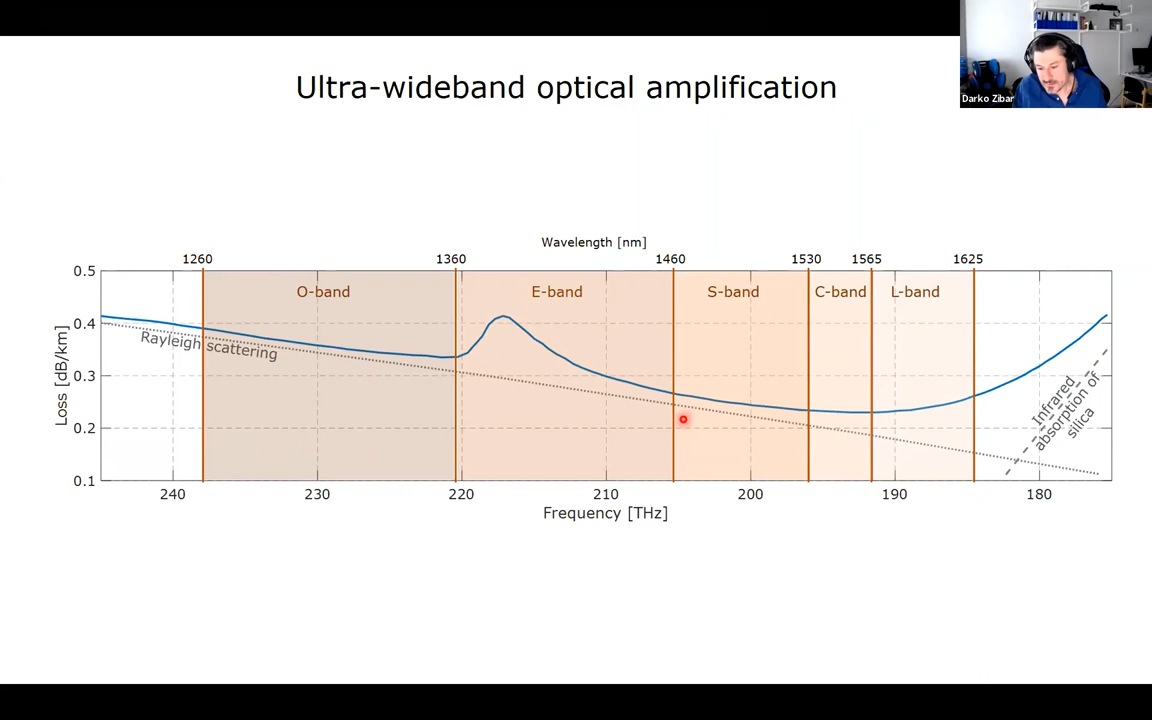 Ultra-wideband optical amplification
Darko Zibar
Wavelength [nm]
1260 1360 1460 1530 1565 1625
O-band E-band S-band C-band L-band
0.5
0.4
0.3
0.2
0.1
Loss [dB/km]
Rayleigh scattering
Infrared
absorption of
silica
240 230 220 210 200 190 180
Frequency [THz]